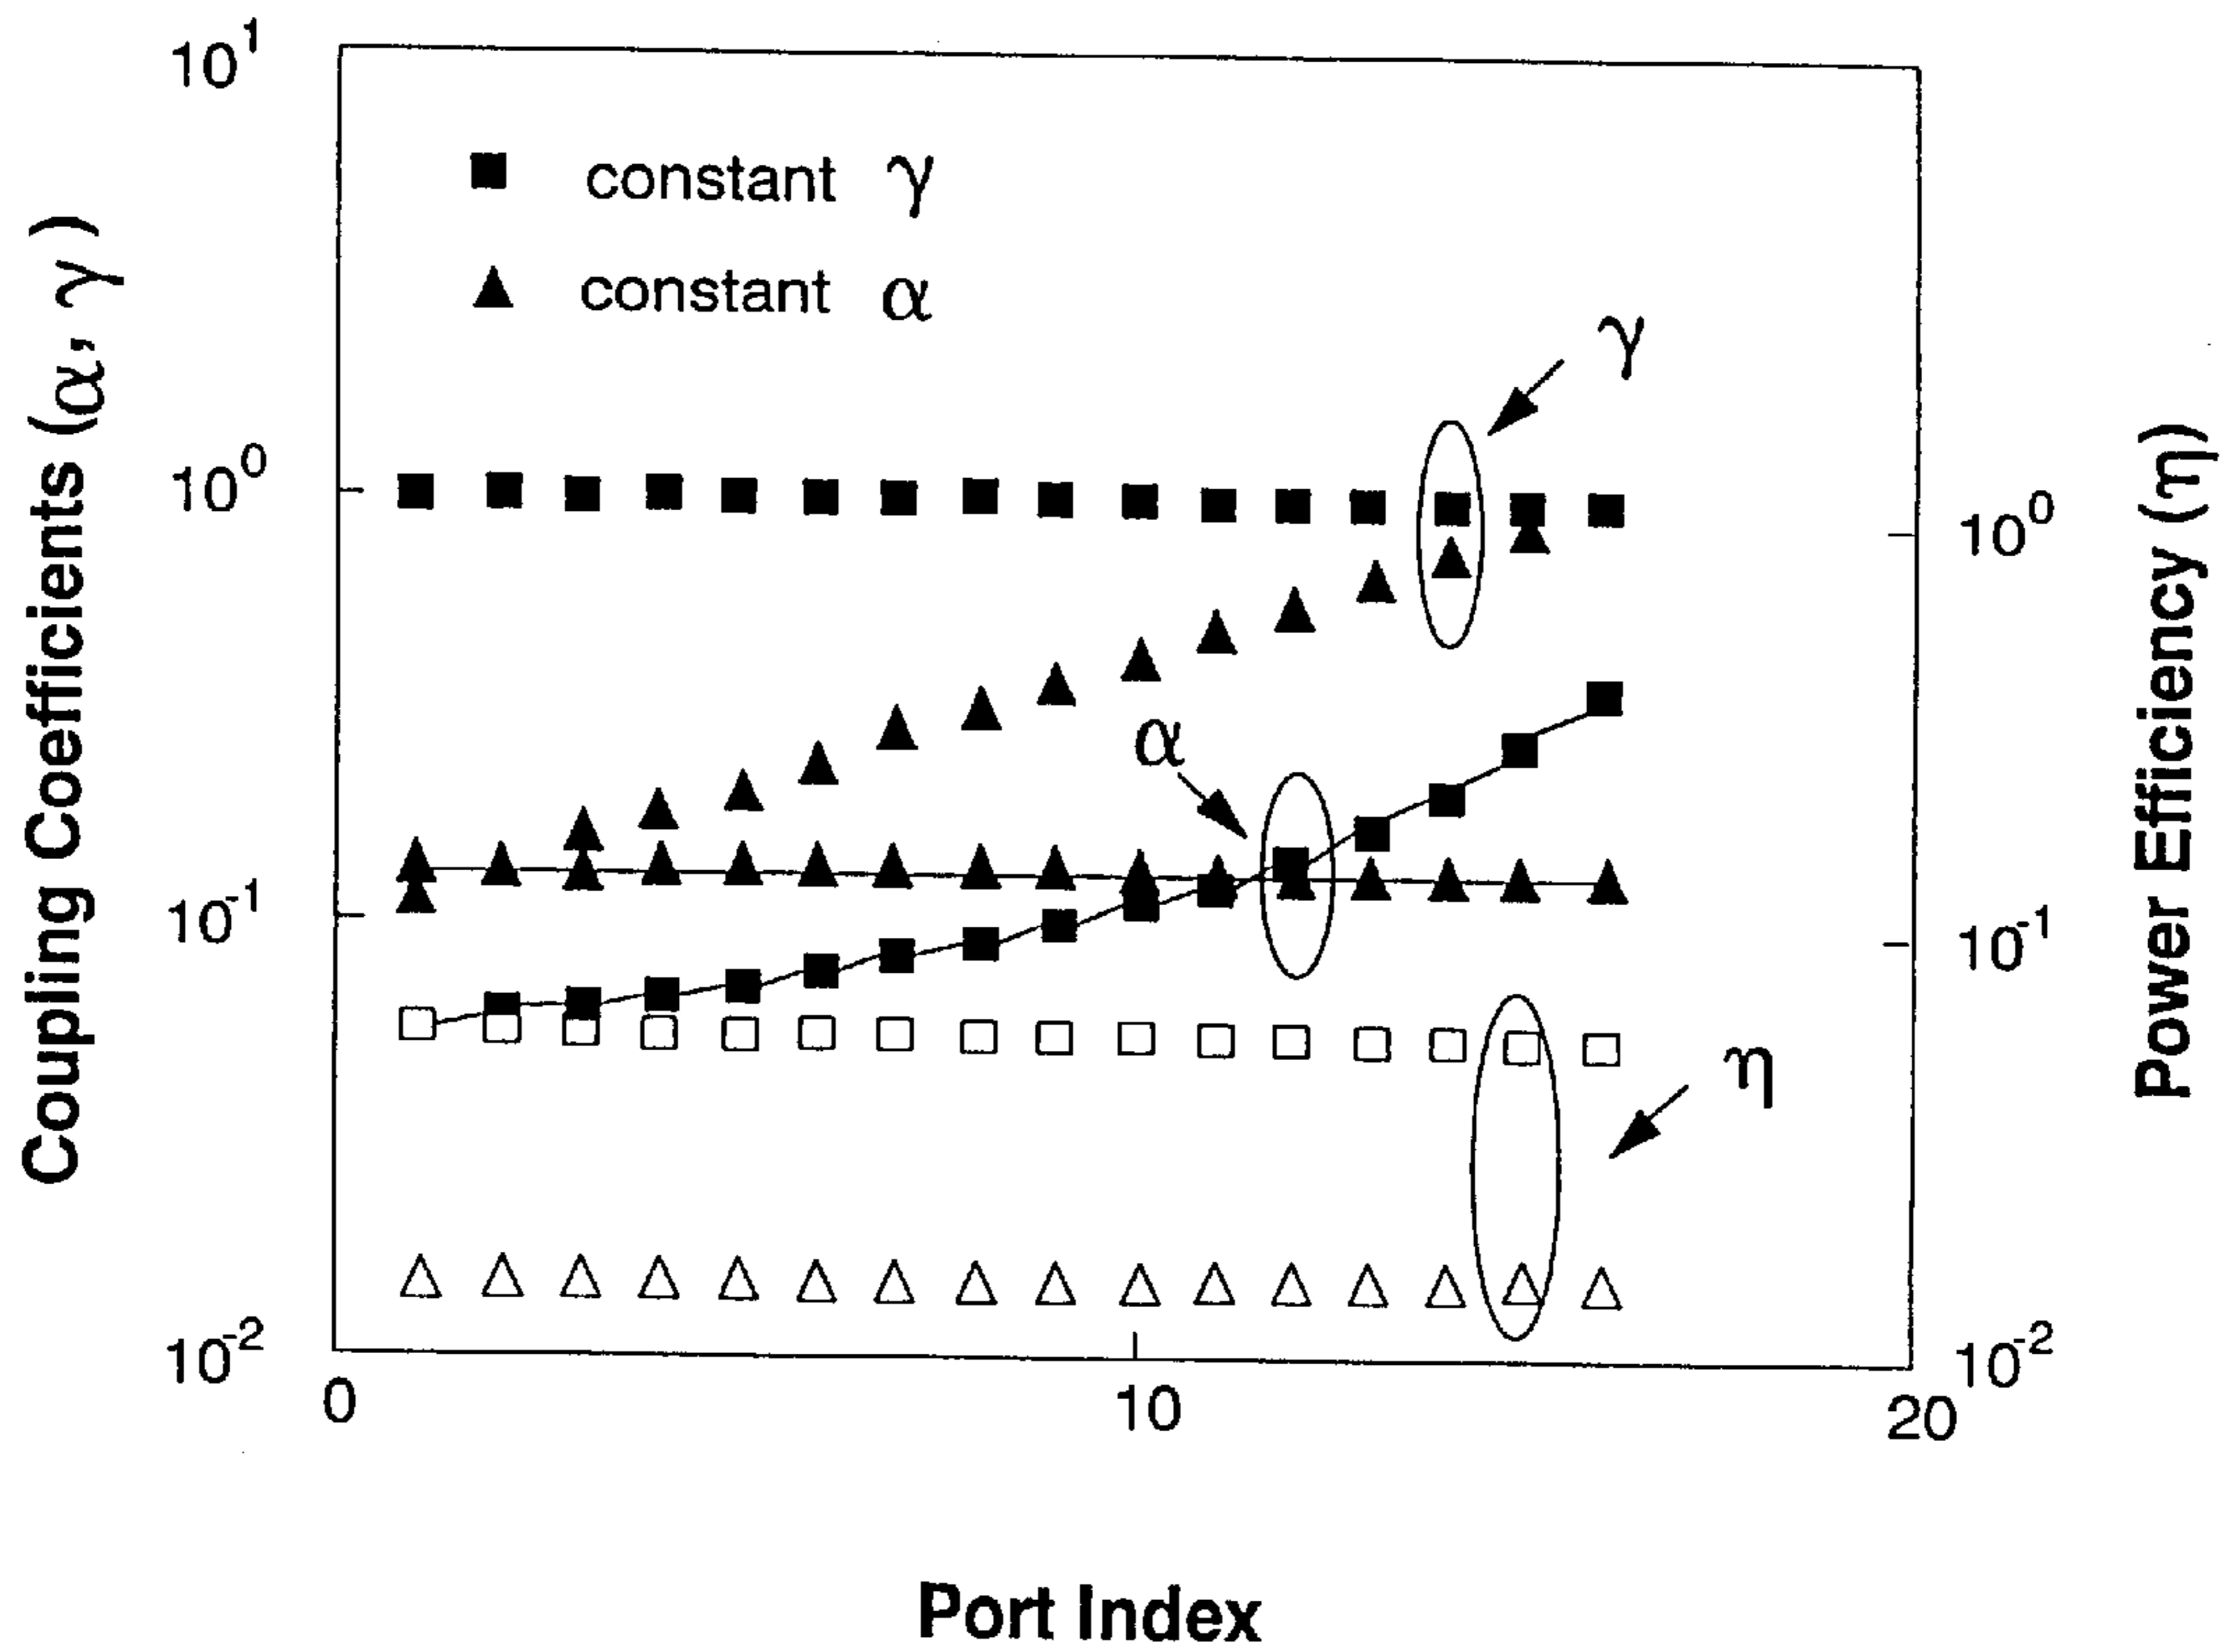 10¹
constant γ
constant α
γ
Coupling Coefficients (α, γ)
10⁰
10⁰
Power Efficiency (η)
α
10⁻¹
10⁻¹
η
10⁻²
10⁻²
0
10
20
Port Index